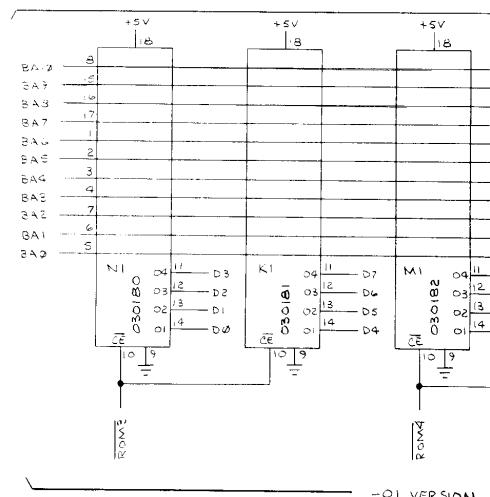 +5V +5V +5V
18 18 18
8
BA9 15
BA8 16
BA7 17
BA6 1
BA5 2
BA4 3
BA3 4
BA2 7
BA1 6
BA0 5
N1 030180 O4 11 D3
O3 12 D2
O2 13 D1
O1 14 DØ
CE 10 9
K1 030181 O4 11 D7
O3 12 D6
O2 13 D5
O1 14 D4
CE 10 9
M1 030182 O4 11
O3 12
O2 13
O1 14
CE 10 9
ROM3 ROM4
-01 VERSION